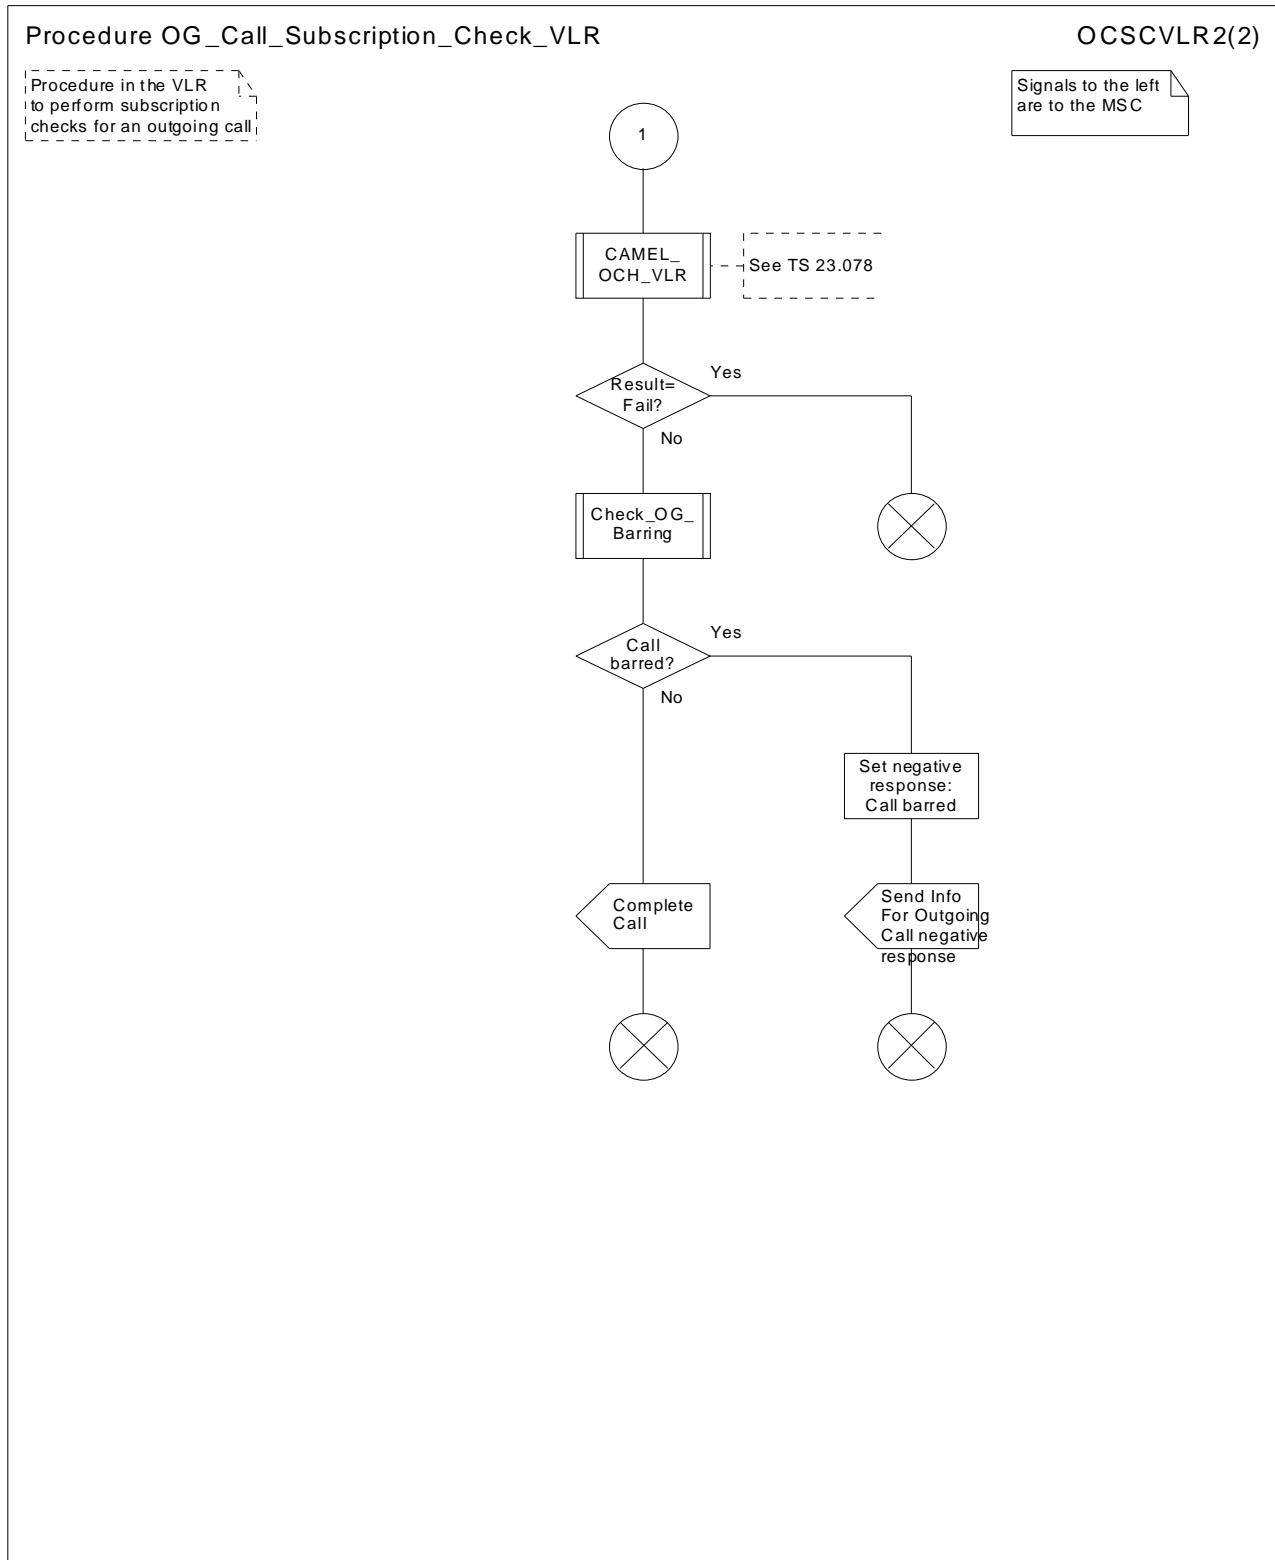 Procedure OG_Call_Subscription_Check_VLR
OCSCVLR2(2)
Procedure in the VLR
to perform subscription
checks for an outgoing call
Signals to the left
are to the MSC
1
CAMEL_
OCH_VLR
See TS 23.078
Result=
Fail?
Yes
No
Check_OG_
Barring
Call
barred?
Yes
No
Set negative
response:
Call barred
Complete
Call
Send Info
For Outgoing
Call negative
response